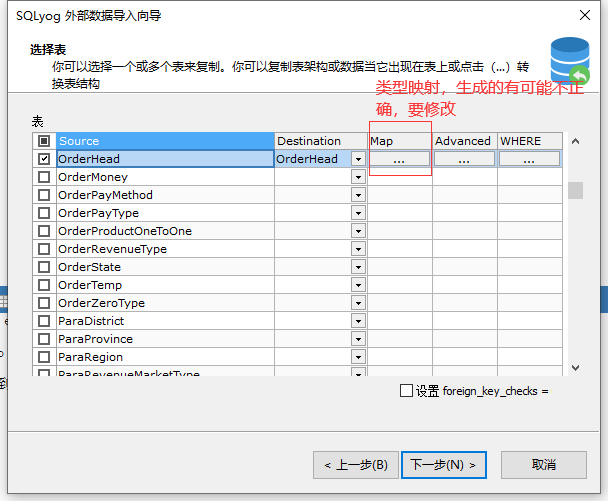 SQLyog 外部数据导入向导
选择表
你可以选择一个或多个表来复制。你可以复制表架构或数据当它出现在表上或点击（...）转
换表结构
类型映射，生成的有可能不正
确，要修改
表
Source Destination Map Advanced WHERE
OrderHead OrderHead ... ... ...
OrderMoney
OrderPayMethod
OrderPayType
OrderProductOneToOne
OrderRevenueType
OrderState
OrderTemp
OrderZeroType
ParaDistrict
ParaProvince
ParaRegion
ParaRevenueMarketType
设置 foreign_key_checks =
< 上一步(B) 下一步(N) > 取消